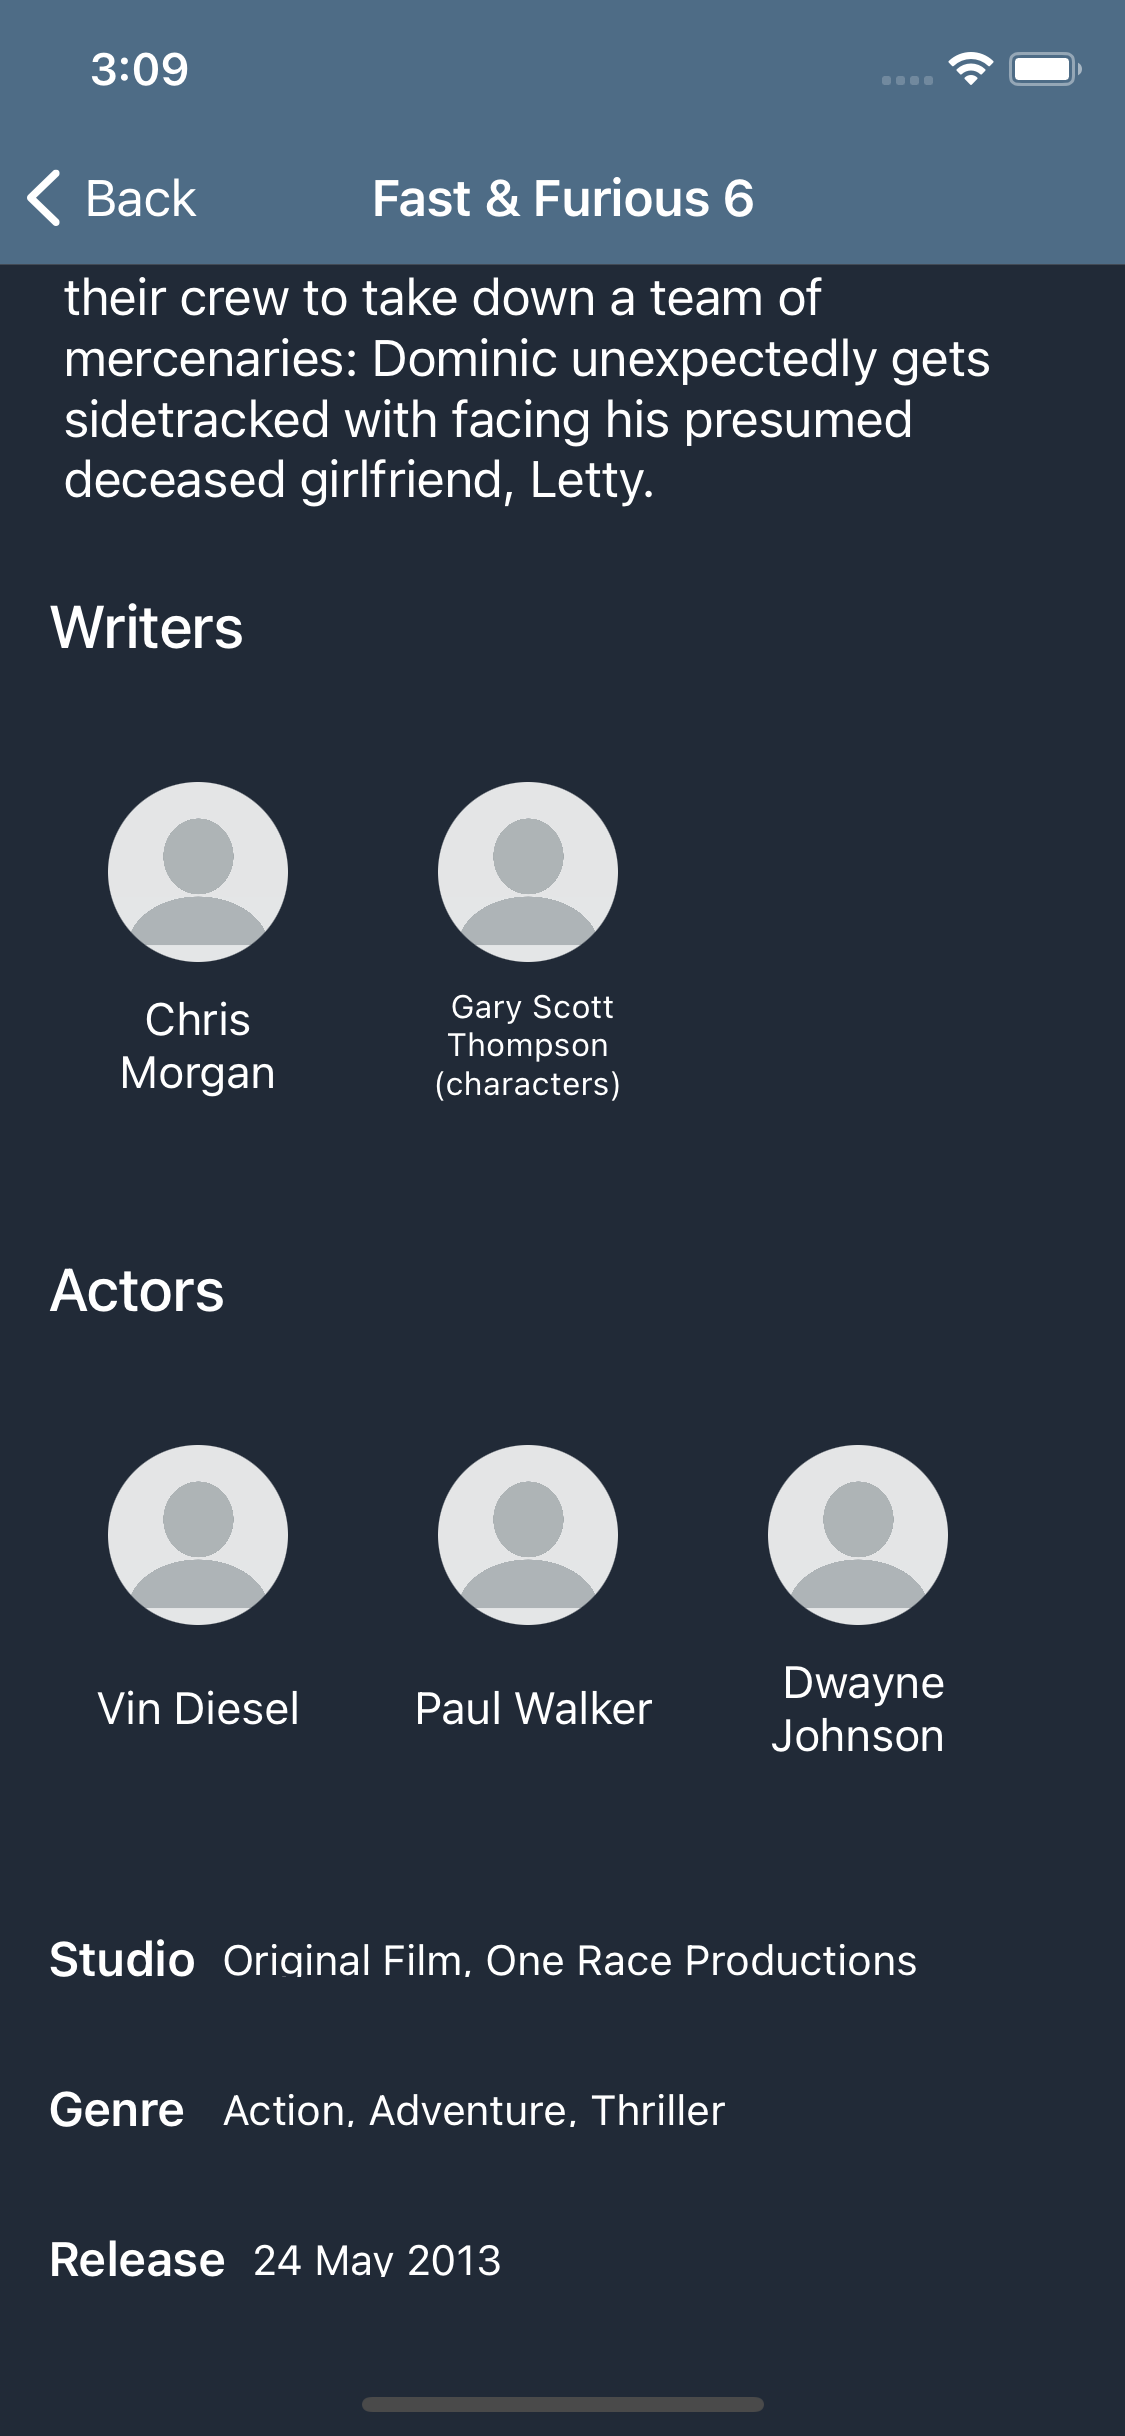 3:09
Back
Fast & Furious 6
their crew to take down a team of
mercenaries: Dominic unexpectedly gets
sidetracked with facing his presumed
deceased girlfriend, Letty.
Writers
Chris
Morgan
Gary Scott
Thompson
(characters)
Actors
Vin Diesel
Paul Walker
Dwayne
Johnson
Studio Original Film, One Race Productions
Genre Action, Adventure, Thriller
Release 24 May 2013